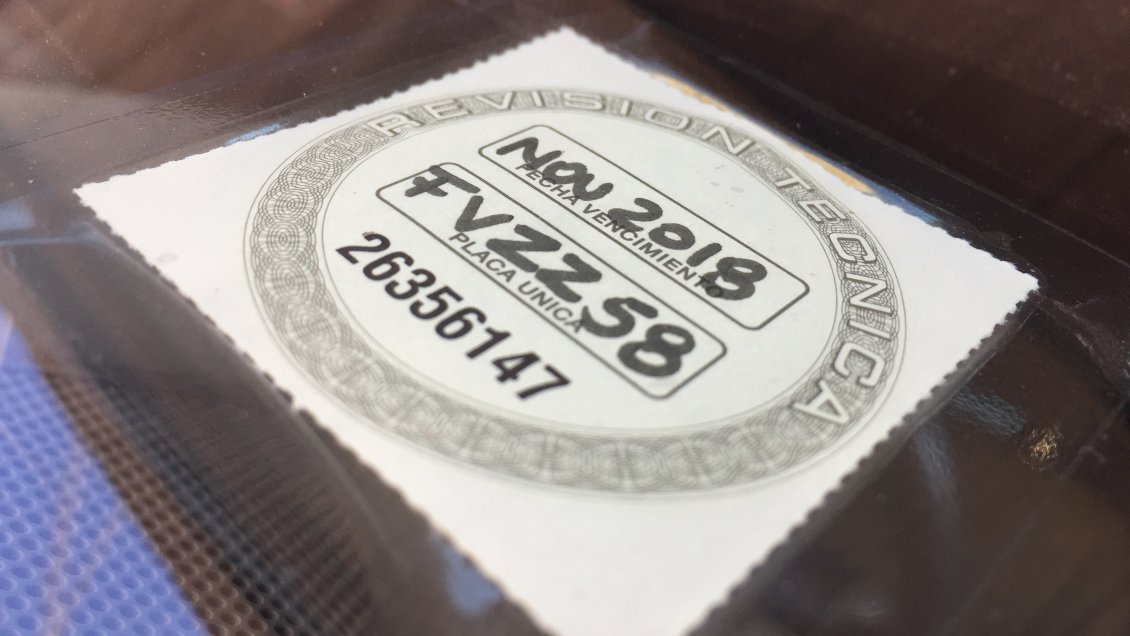 REVISION TECNICA
NOV 2018
FECHA VENCIMIENTO
FVZZ58
PLACA UNICA
26356147